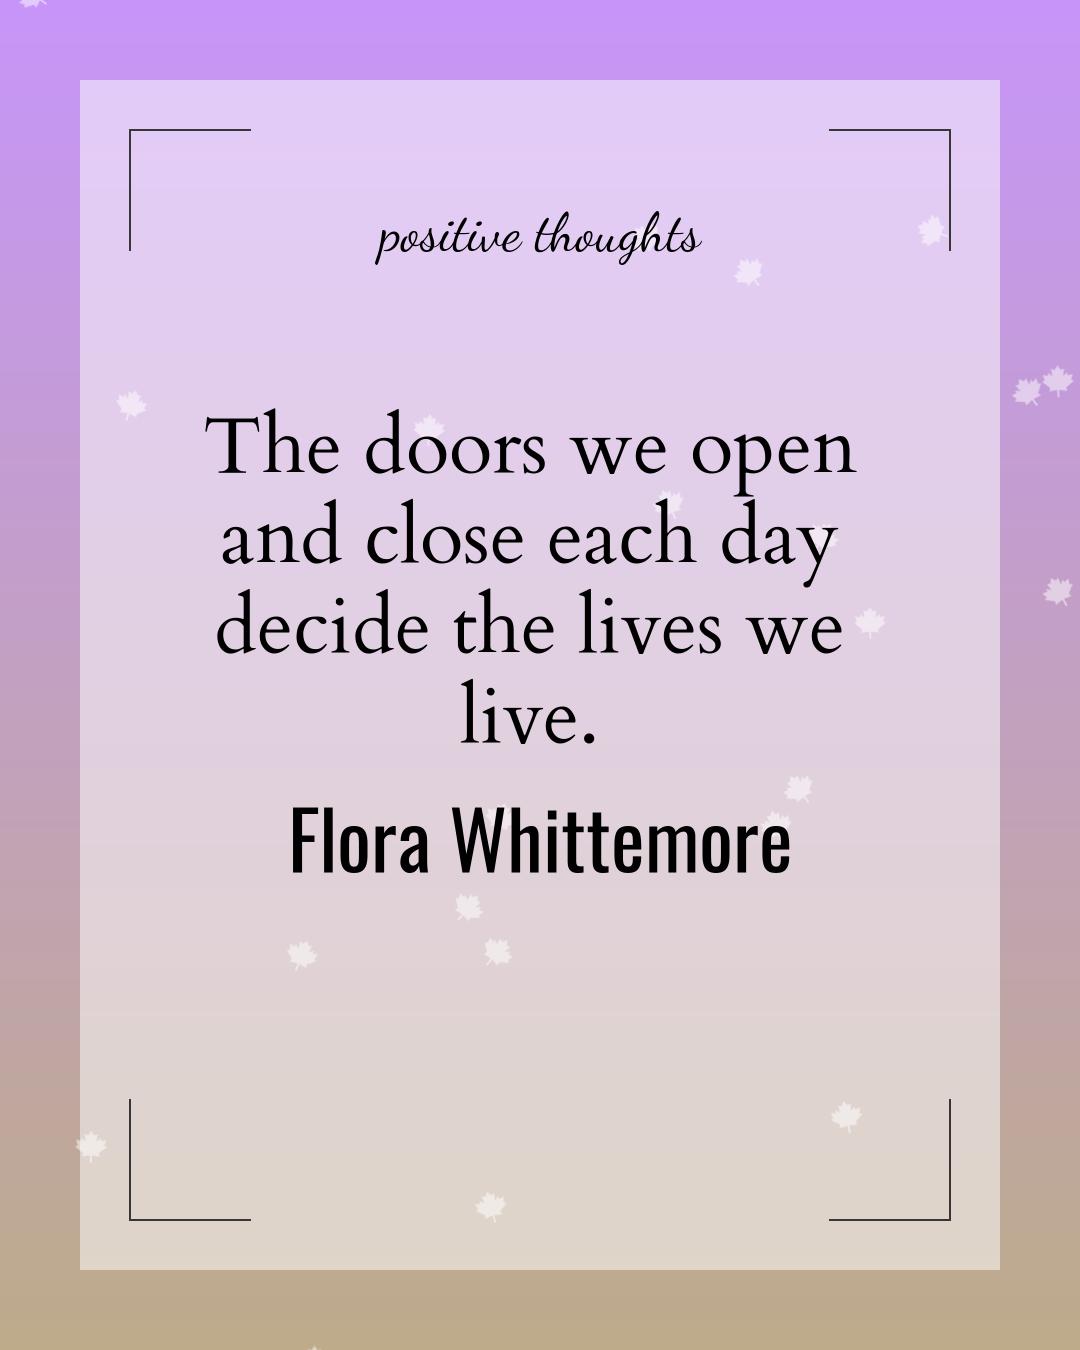 positive thoughts
The doors we open
and close each day
decide the lives we
live.
Flora Whittemore